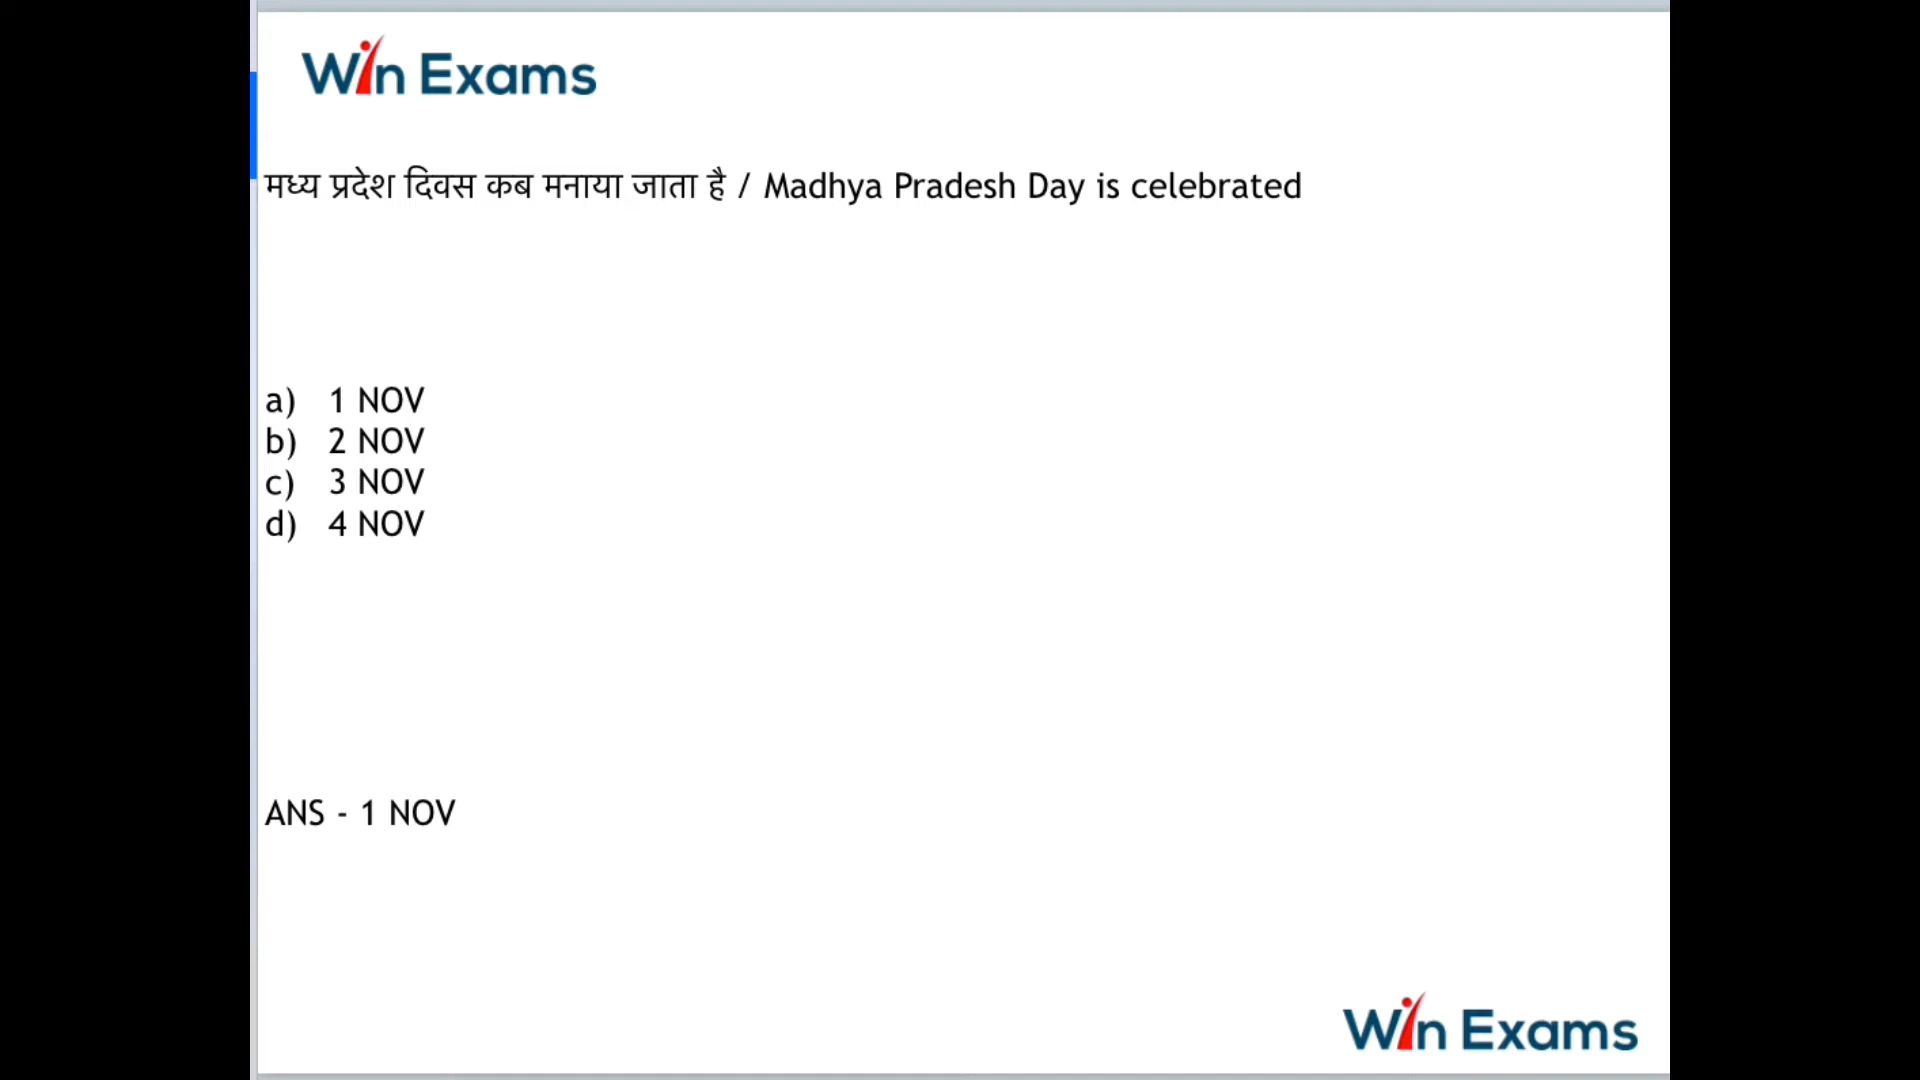 Win Exams
मध्य प्रदेश दिवस कब मनाया जाता है / Madhya Pradesh Day is celebrated
a) 1 NOV
b) 2 NOV
c) 3 NOV
d) 4 NOV
ANS - 1 NOV
Win Exams